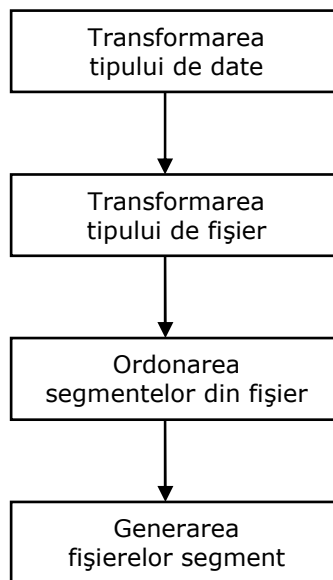 Transformarea
tipului de date
Transformarea
tipului de fişier
Ordonarea
segmentelor din fişier
Generarea
fişierelor segment